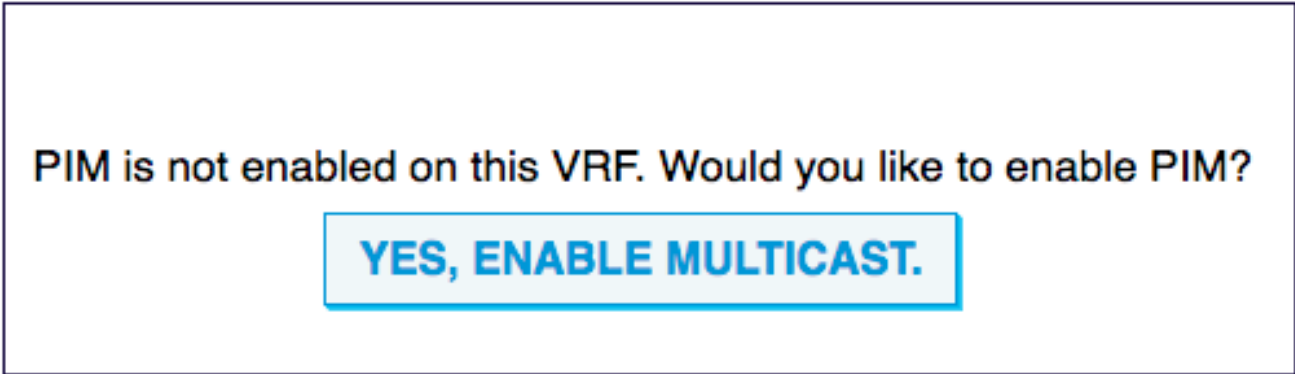 PIM is not enabled on this VRF. Would you like to enable PIM?
YES, ENABLE MULTICAST.